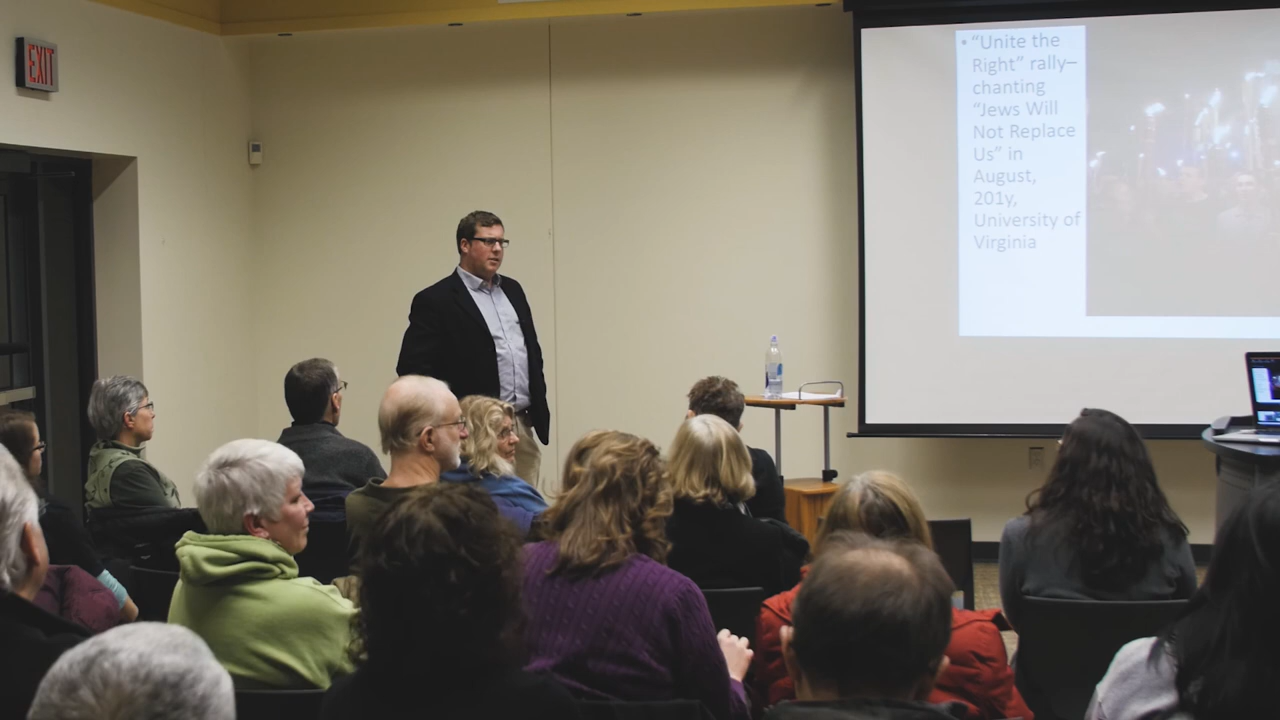 EXIT
• “Unite the
Right” rally–
chanting
“Jews Will
Not Replace
Us” in
August,
201y,
University of
Virginia